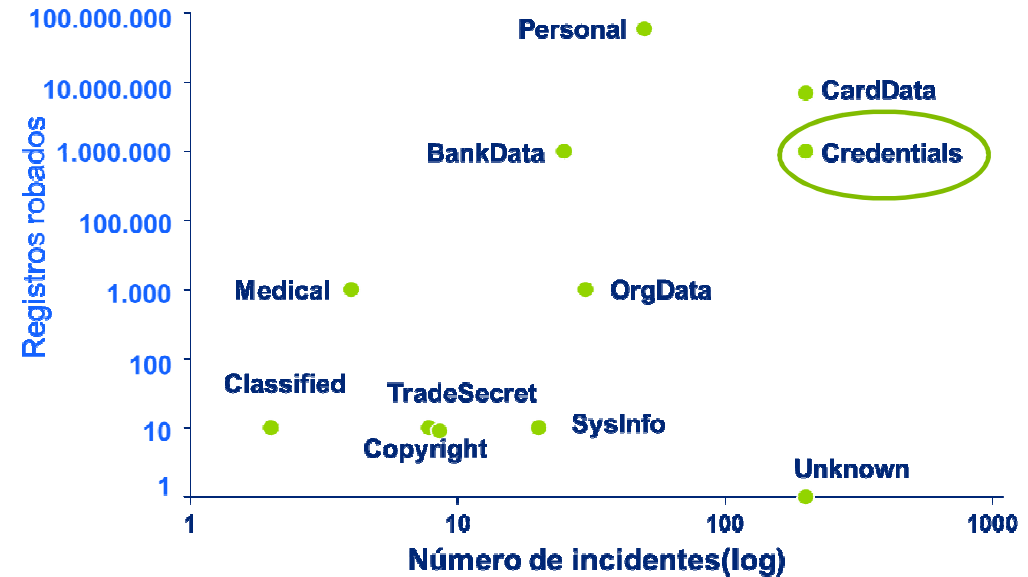 100.000.000
Personal
10.000.000
CardData
1.000.000
BankData
Credentials
100.000
Medical
1.000
OrgData
100
Classified
TradeSecret
10
SysInfo
Copyright
Unknown
1
1
10
100
1000
Registros robados
Número de incidentes(log)